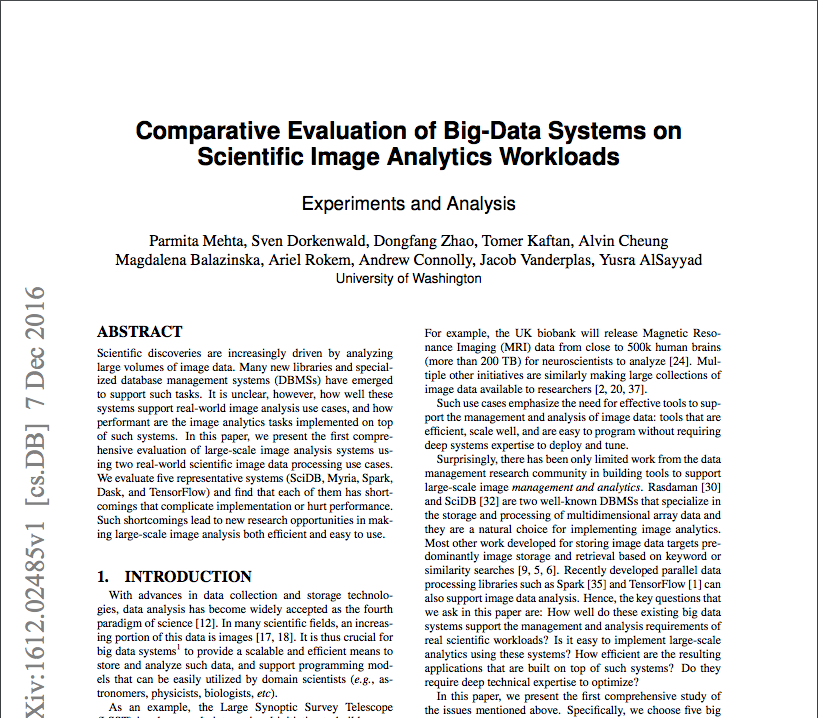 Comparative Evaluation of Big-Data Systems on
Scientific Image Analytics Workloads
Experiments and Analysis
Parmita Mehta, Sven Dorkenwald, Dongfang Zhao, Tomer Kaftan, Alvin Cheung
Magdalena Balazinska, Ariel Rokem, Andrew Connolly, Jacob Vanderplas, Yusra AlSayyad
University of Washington
Xiv:1612.02485v1 [cs.DB] 7 Dec 2016
ABSTRACT
Scientific discoveries are increasingly driven by analyzing
large volumes of image data. Many new libraries and special-
ized database management systems (DBMSs) have emerged
to support such tasks. It is unclear, however, how well these
systems support real-world image analysis use cases, and how
performant are the image analytics tasks implemented on top
of such systems. In this paper, we present the first compre-
hensive evaluation of large-scale image analysis systems us-
ing two real-world scientific image data processing use cases.
We evaluate five representative systems (SciDB, Myria, Spark,
Dask, and TensorFlow) and find that each of them has short-
comings that complicate implementation or hurt performance.
Such shortcomings lead to new research opportunities in mak-
ing large-scale image analysis both efficient and easy to use.
1. INTRODUCTION
With advances in data collection and storage technolo-
gies, data analysis has become widely accepted as the fourth
paradigm of science [12]. In many scientific fields, an increas-
ing portion of this data is images [17, 18]. It is thus crucial for
big data systems1 to provide a scalable and efficient means to
store and analyze such data, and support programming mod-
els that can be easily utilized by domain scientists (e.g., as-
tronomers, physicists, biologists, etc).
As an example, the Large Synoptic Survey Telescope
For example, the UK biobank will release Magnetic Reso-
nance Imaging (MRI) data from close to 500k human brains
(more than 200 TB) for neuroscientists to analyze [24]. Mul-
tiple other initiatives are similarly making large collections of
image data available to researchers [2, 20, 37].
Such use cases emphasize the need for effective tools to sup-
port the management and analysis of image data: tools that are
efficient, scale well, and are easy to program without requiring
deep systems expertise to deploy and tune.
Surprisingly, there has been only limited work from the data
management research community in building tools to support
large-scale image management and analytics. Rasdaman [30]
and SciDB [32] are two well-known DBMSs that specialize in
the storage and processing of multidimensional array data and
they are a natural choice for implementing image analytics.
Most other work developed for storing image data targets pre-
dominantly image storage and retrieval based on keyword or
similarity searches [9, 5, 6]. Recently developed parallel data
processing libraries such as Spark [35] and TensorFlow [1] can
also support image data analysis. Hence, the key questions that
we ask in this paper are: How well do these existing big data
systems support the management and analysis requirements of
real scientific workloads? Is it easy to implement large-scale
analytics using these systems? How efficient are the resulting
applications that are built on top of such systems? Do they
require deep technical expertise to optimize?
In this paper, we present the first comprehensive study of
the issues mentioned above. Specifically, we choose five big